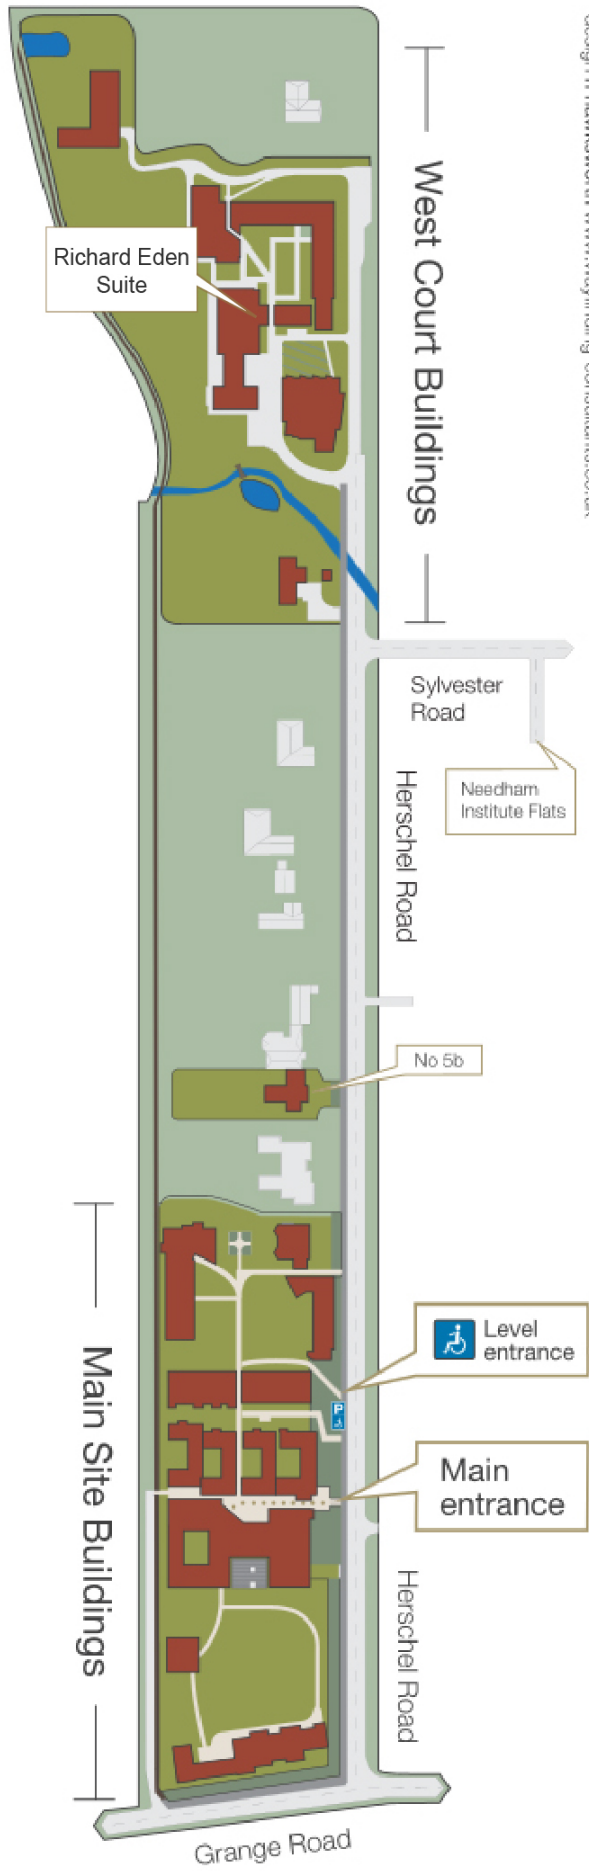 West Court Buildings
Richard Eden
Suite
Sylvester
Road
Needham
Institute Flats
Herschel Road
No 5b
Level
entrance
P
Main
entrance
Main Site Buildings
Herschel Road
Grange Road